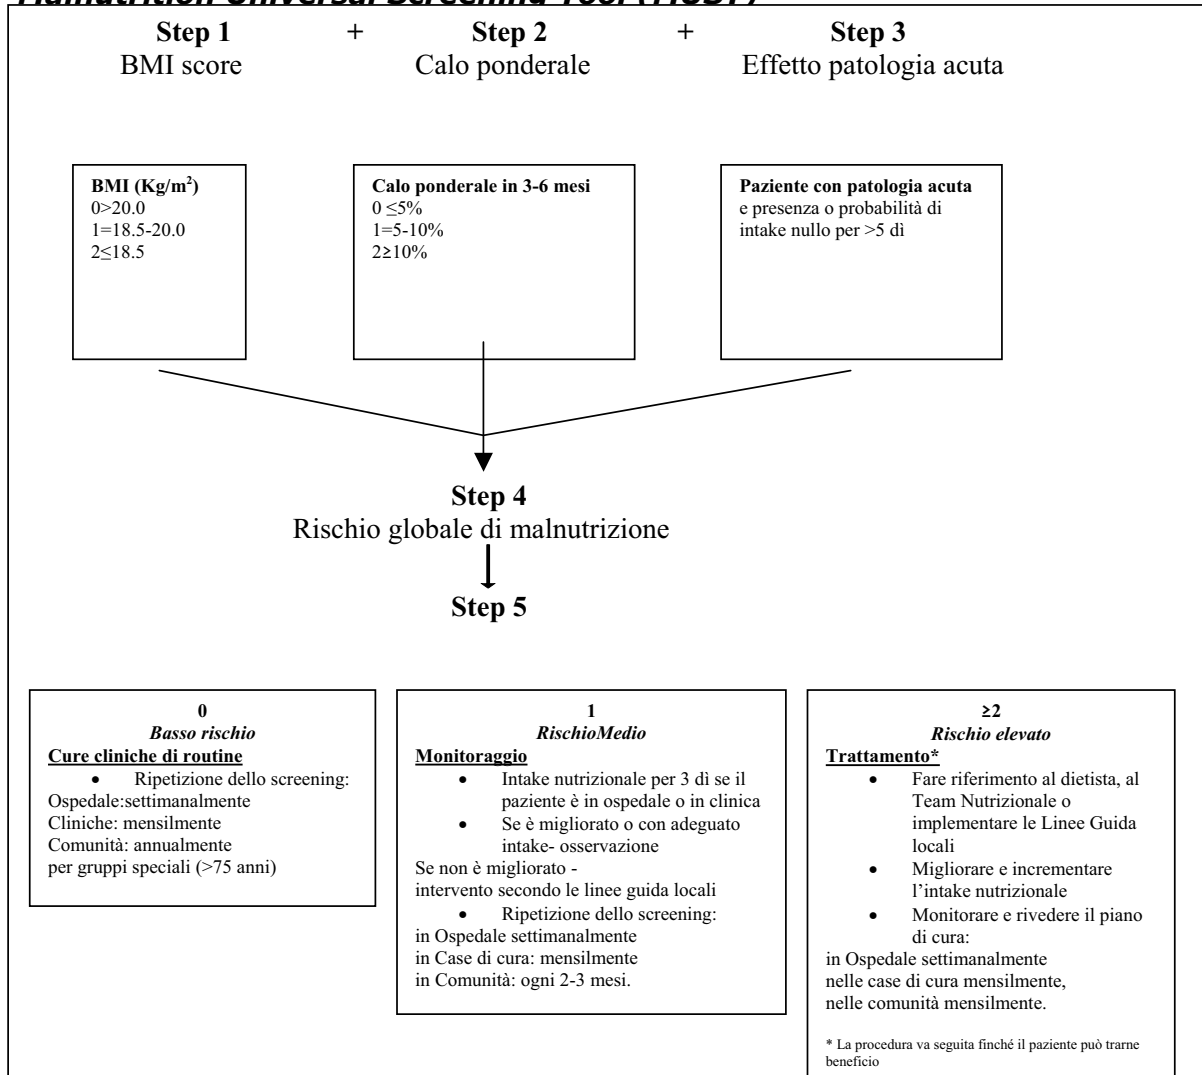 Malnutrition Universal Screening Tool (MUST)
Step 1 + Step 2 + Step 3
BMI score Calo ponderale Effetto patologia acuta
BMI (Kg/m²)
0>20.0
1=18.5-20.0
2≤18.5
Calo ponderale in 3-6 mesi
0 ≤5%
1=5-10%
2≥10%
Paziente con patologia acuta
e presenza o probabilità di
intake nullo per >5 dì
Step 4
Rischio globale di malnutrizione
Step 5
0
Basso rischio
Cure cliniche di routine
• Ripetizione dello screening:
Ospedale:settimanalmente
Cliniche: mensilmente
Comunità: annualmente
per gruppi speciali (>75 anni)
1
RischioMedio
Monitoraggio
• Intake nutrizionale per 3 dì se il
paziente è in ospedale o in clinica
• Se è migliorato o con adeguato
intake- osservazione
Se non è migliorato -
intervento secondo le linee guida locali
• Ripetizione dello screening:
in Ospedale settimanalmente
in Case di cura: mensilmente
in Comunità: ogni 2-3 mesi.
≥2
Rischio elevato
Trattamento*
• Fare riferimento al dietista, al
Team Nutrizionale o
implementare le Linee Guida
locali
• Migliorare e incrementare
l'intake nutrizionale
• Monitorare e rivedere il piano
di cura:
in Ospedale settimanalmente
nelle case di cura mensilmente,
nelle comunità mensilmente.
* La procedura va seguita finché il paziente può trarne
beneficio